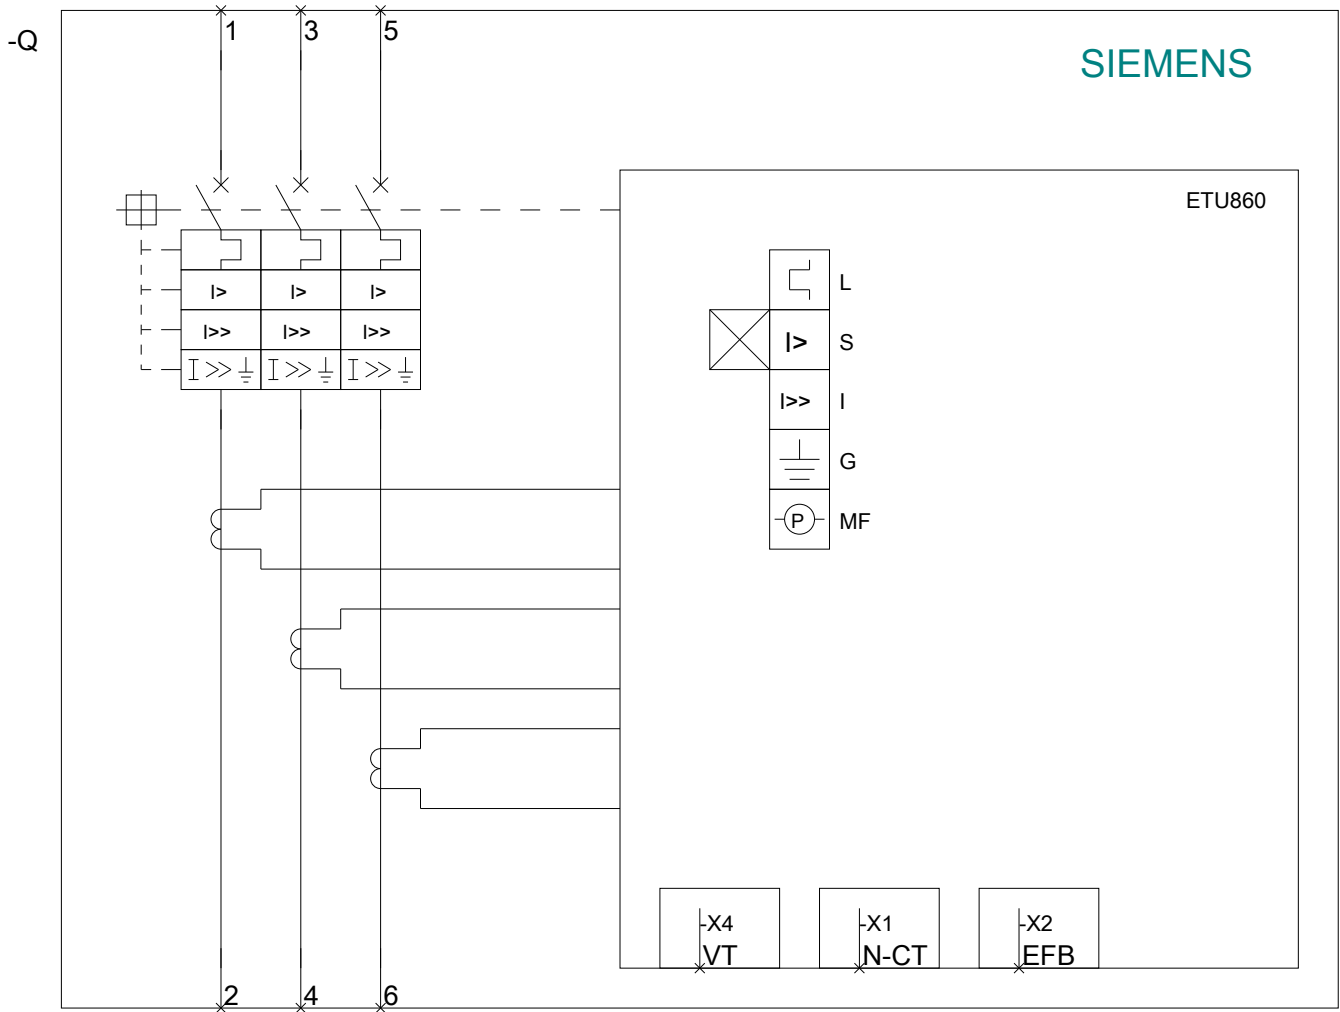 -Q
1 3 5
SIEMENS
ETU860
I> I> I>
I>> I>> I>>
I>> I>> I>>
L
I> S
I>> I
G
P MF
-X4 -X1 -X2
VT N-CT EFB
2 4 6